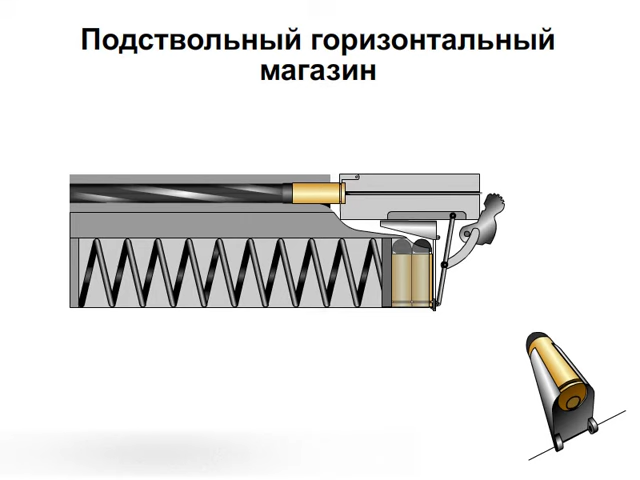 Подствольный горизонтальный
магазин